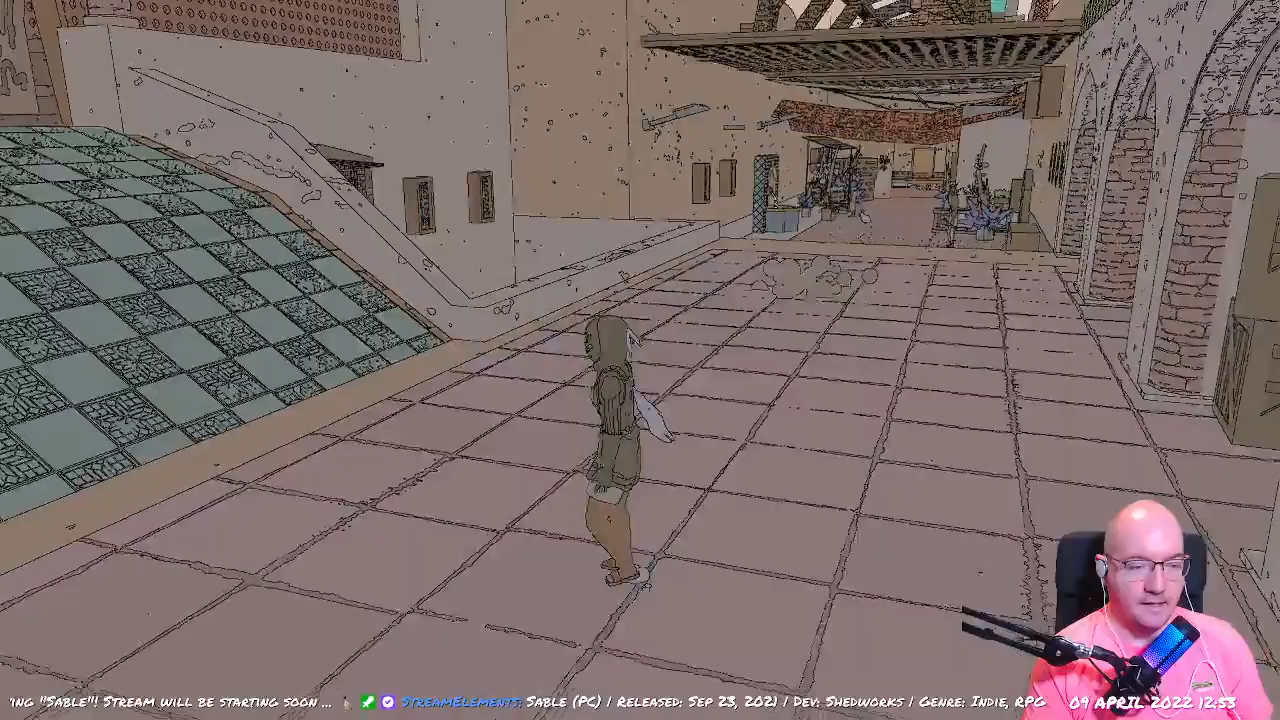 ING "SABLE"! STREAM WILL BE STARTING SOON ... STREAMELEMENTS: SABLE (PC) | RELEASED: SEP 23, 2021 | DEV: SHEDWORKS | GENRE: INDIE, RPG 09 APRIL 2022 12:53